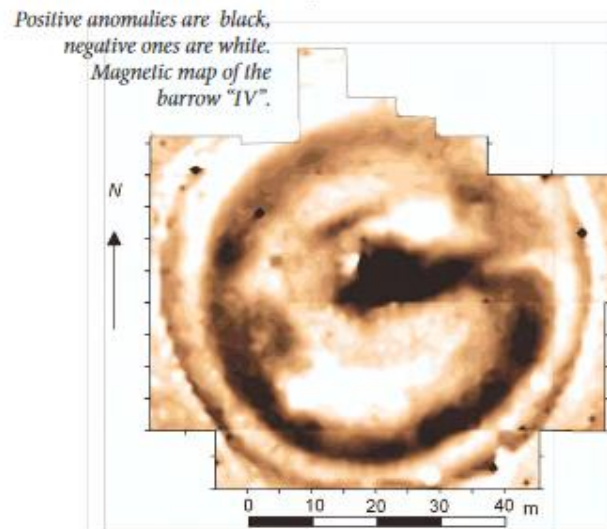 Positive anomalies are black,
negative ones are white.
Magnetic map of the
barrow “IV”.
N
0 10 20 30 40 m